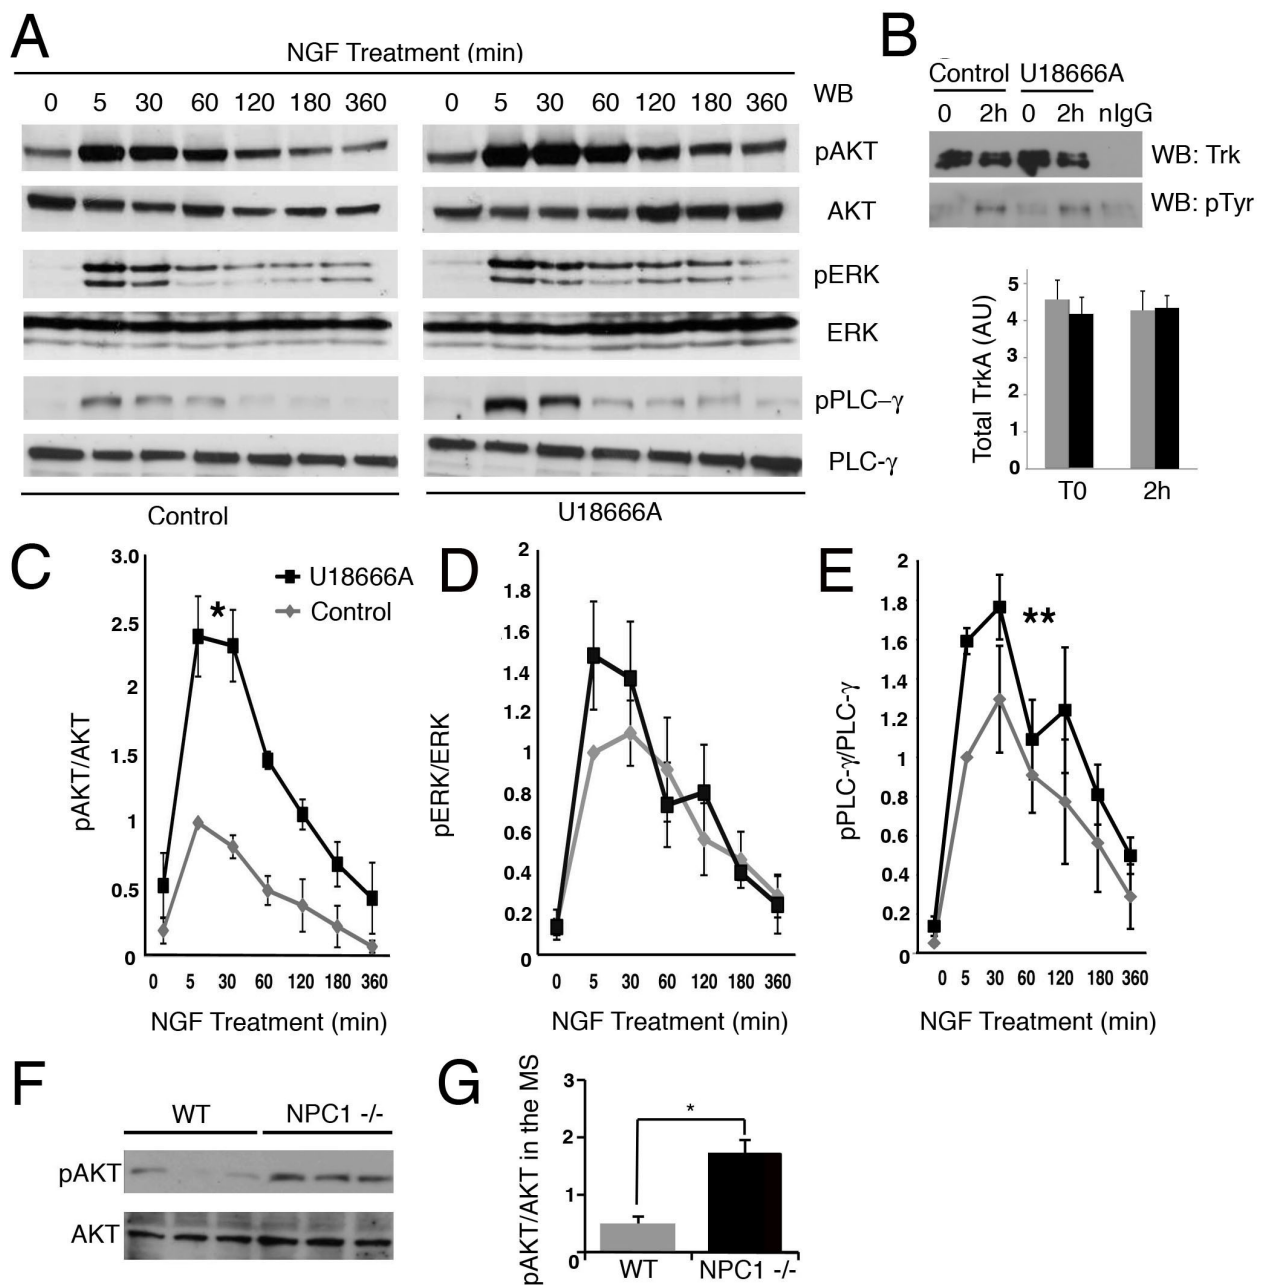 A
NGF Treatment (min)
0 5 30 60 120 180 360
0 5 30 60 120 180 360
WB
pAKT
AKT
pERK
ERK
pPLC–γ
PLC-γ
Control
U18666A
B
Control U18666A
0 2h 0 2h nIgG
WB: Trk
WB: pTyr
Total TrkA (AU)
5
4
3
2
1
0
T0 2h
C
pAKT/AKT
3.0
2.5
2
1.5
1
0.5
0
U18666A
Control
*
0 5 30 60 120 180 360
NGF Treatment (min)
D
pERK/ERK
2
1.8
1.6
1.4
1.2
1
0.8
0.6
0.4
0.2
0
0 5 30 60 120 180 360
NGF Treatment (min)
E
pPLC-γ/PLC-γ
2
1.8
1.6
1.4
1.2
1
0.8
0.6
0.4
0.2
0
**
0 5 30 60 120 180 360
NGF Treatment (min)
F
WT NPC1 -/-
pAKT
AKT
G
pAKT/AKT in the MS
3
2
1
0
*
WT NPC1 -/-